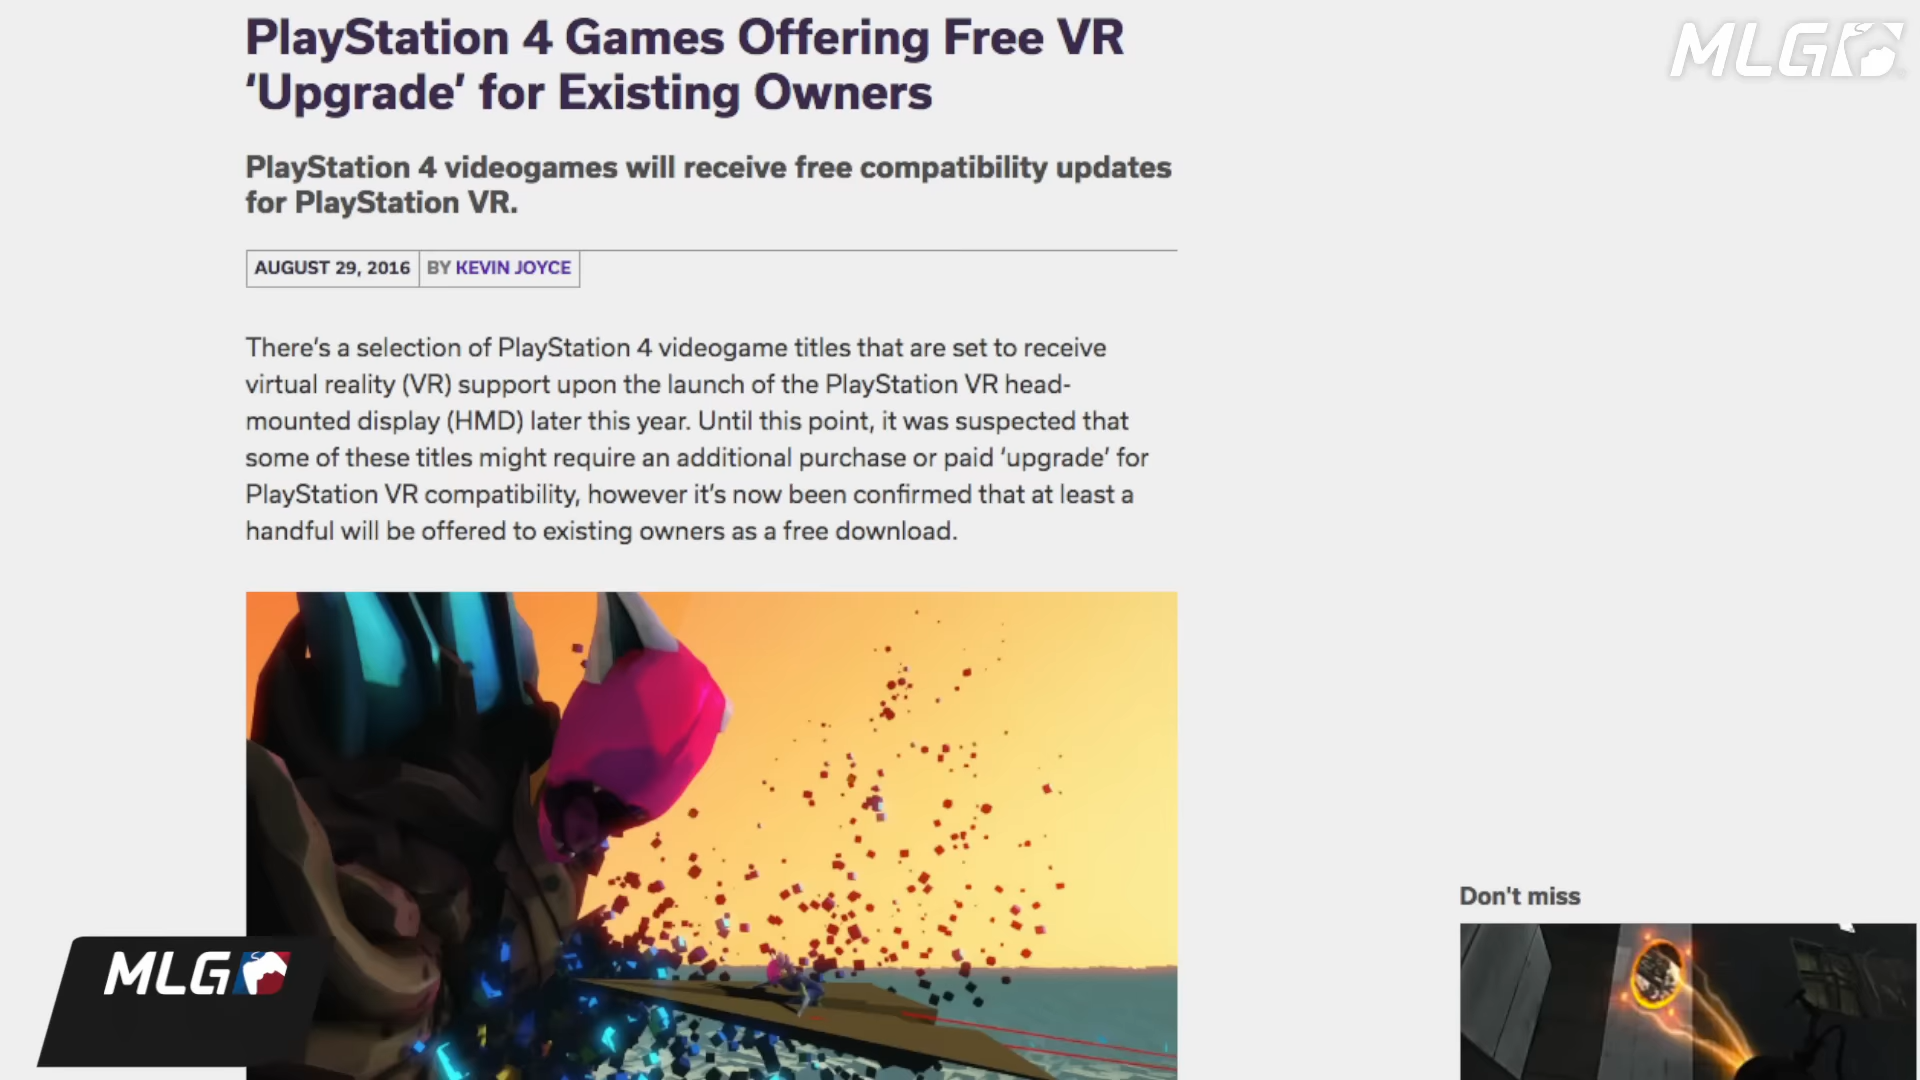 PlayStation 4 Games Offering Free VR
‘Upgrade’ for Existing Owners
MLG
PlayStation 4 videogames will receive free compatibility updates
for PlayStation VR.
AUGUST 29, 2016 BY KEVIN JOYCE
There’s a selection of PlayStation 4 videogame titles that are set to receive
virtual reality (VR) support upon the launch of the PlayStation VR head-
mounted display (HMD) later this year. Until this point, it was suspected that
some of these titles might require an additional purchase or paid ‘upgrade’ for
PlayStation VR compatibility, however it’s now been confirmed that at least a
handful will be offered to existing owners as a free download.
Don't miss
MLG